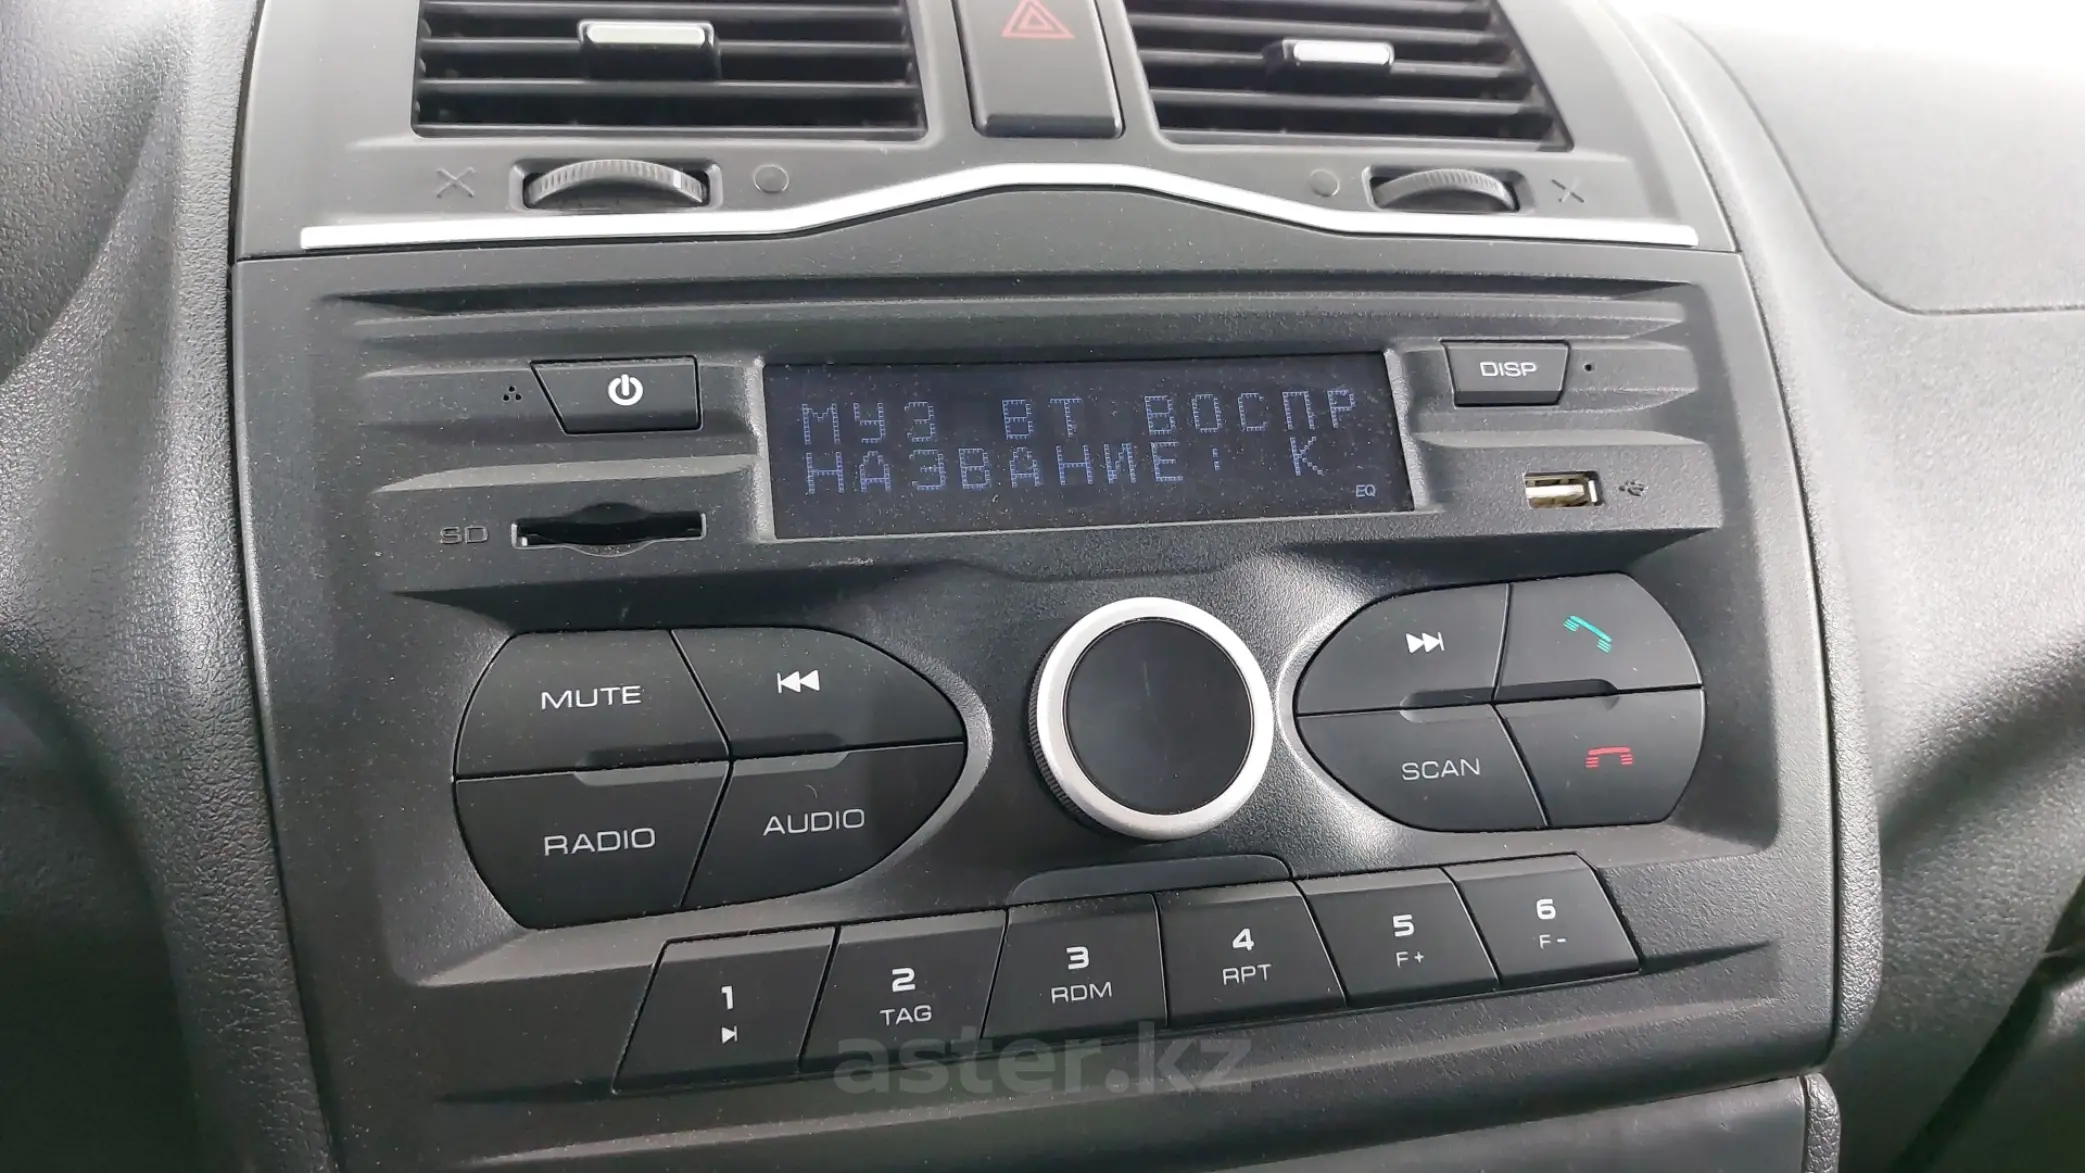 DISP
МУЗ ВТ ВОСПР
НАЗВАНИЕ: К
EQ
SD
MUTE
RADIO
AUDIO
SCAN
1
2
TAG
3
RDM
4
RPT
5
F+
6
F-
aster.kz